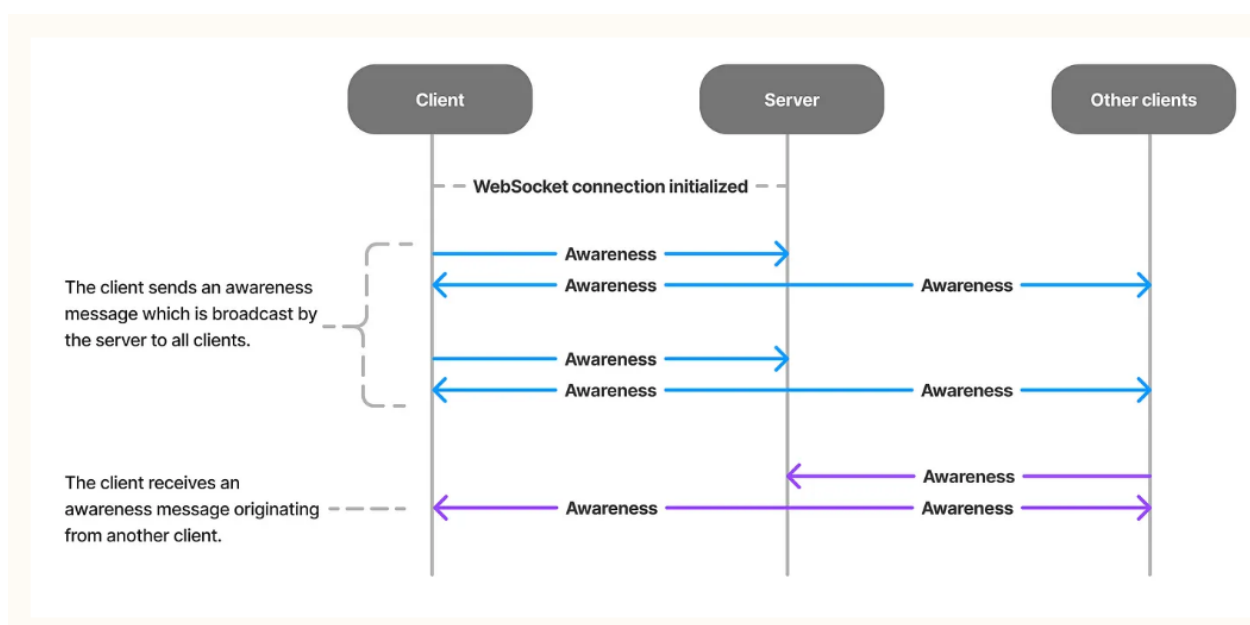 Client
Server
Other clients
WebSocket connection initialized
Awareness
Awareness
Awareness
The client sends an awareness
message which is broadcast by
the server to all clients.
Awareness
Awareness
Awareness
Awareness
The client receives an
awareness message originating
from another client.
Awareness
Awareness